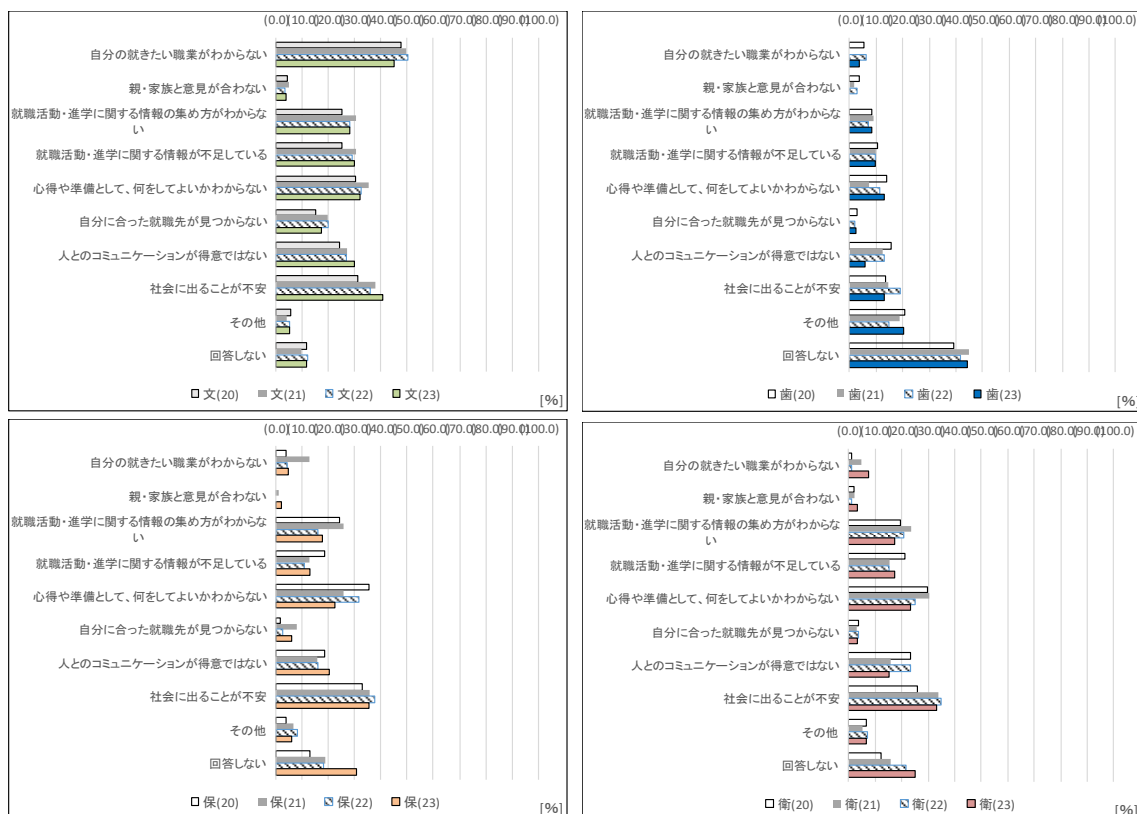 (0.0) (10.0) (20.0) (30.0) (40.0) (50.0) (60.0) (70.0) (80.0) (90.0) (100.0)
自分の就きたい職業がわからない
親・家族と意見が合わない
就職活動・進学に関する情報の集め方がわからな
い
就職活動・進学に関する情報が不足している
心得や準備として、何をしてよいかわからない
自分に合った就職先が見つからない
人とのコミュニケーションが得意ではない
社会に出ることが不安
その他
回答しない
文(20) 文(21) 文(22) 文(23)
[%]
(0.0) (10.0) (20.0) (30.0) (40.0) (50.0) (60.0) (70.0) (80.0) (90.0) (100.0)
自分の就きたい職業がわからない
親・家族と意見が合わない
就職活動・進学に関する情報の集め方がわからな
い
就職活動・進学に関する情報が不足している
心得や準備として、何をしてよいかわからない
自分に合った就職先が見つからない
人とのコミュニケーションが得意ではない
社会に出ることが不安
その他
回答しない
歯(20) 歯(21) 歯(22) 歯(23)
[%]
(0.0) (10.0) (20.0) (30.0) (40.0) (50.0) (60.0) (70.0) (80.0) (90.0) (100.0)
自分の就きたい職業がわからない
親・家族と意見が合わない
就職活動・進学に関する情報の集め方がわからな
い
就職活動・進学に関する情報が不足している
心得や準備として、何をしてよいかわからない
自分に合った就職先が見つからない
人とのコミュニケーションが得意ではない
社会に出ることが不安
その他
回答しない
保(20) 保(21) 保(22) 保(23)
[%]
(0.0) (10.0) (20.0) (30.0) (40.0) (50.0) (60.0) (70.0) (80.0) (90.0) (100.0)
自分の就きたい職業がわからない
親・家族と意見が合わない
就職活動・進学に関する情報の集め方がわからな
い
就職活動・進学に関する情報が不足している
心得や準備として、何をしてよいかわからない
自分に合った就職先が見つからない
人とのコミュニケーションが得意ではない
社会に出ることが不安
その他
回答しない
衛(20) 衛(21) 衛(22) 衛(23)
[%]